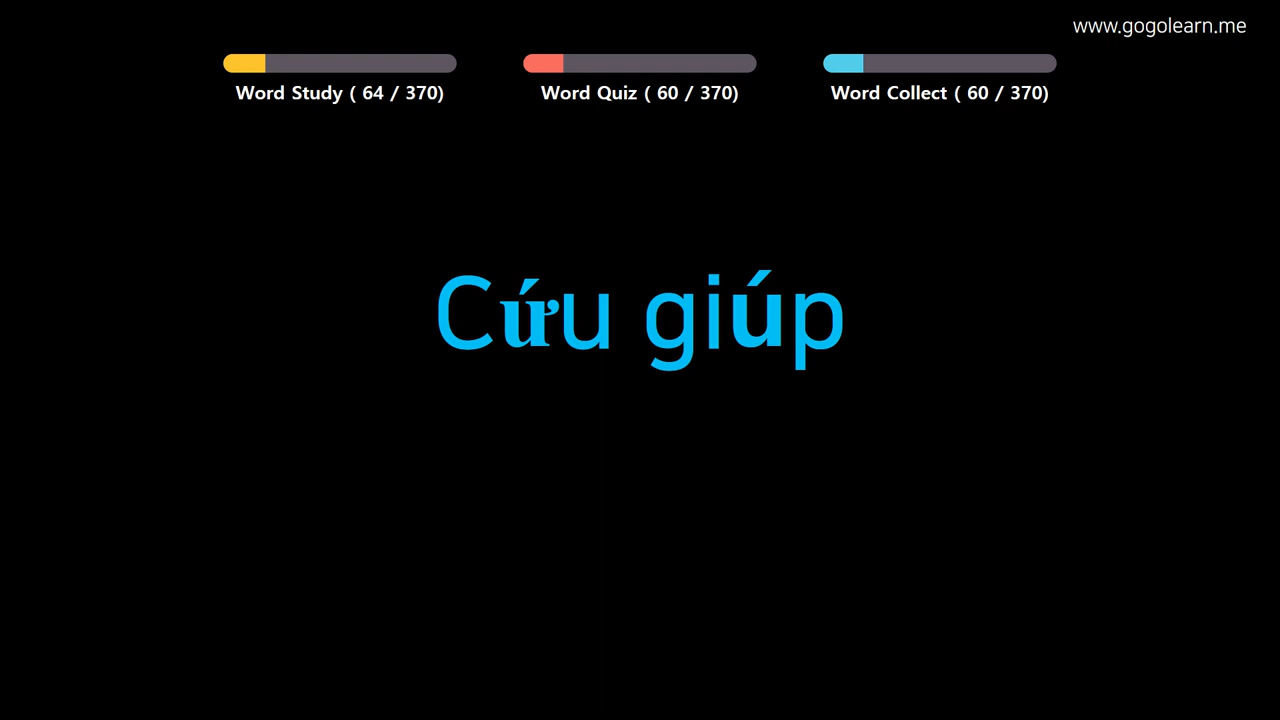 www.gogolearn.me
Word Study ( 64 / 370)
Word Quiz ( 60 / 370)
Word Collect ( 60 / 370)
Cứu giúp